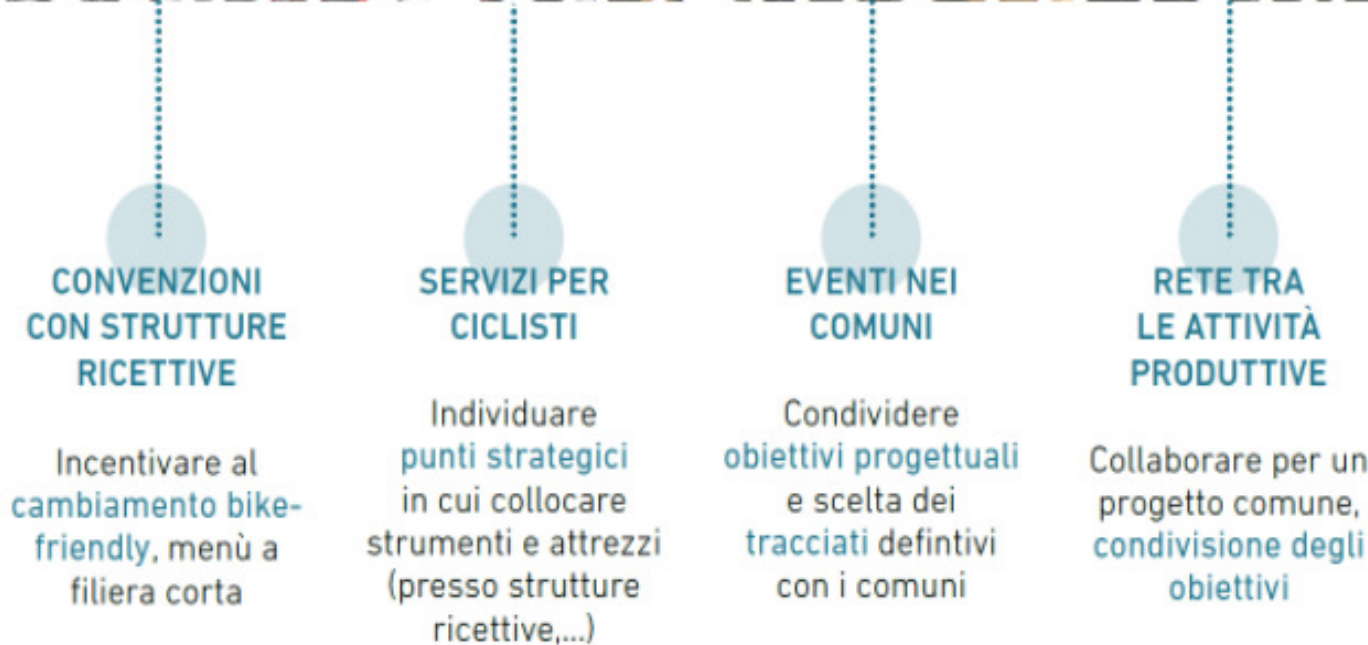 CONVENZIONI
CON STRUTTURE
RICETTIVE
Incentivare al
cambiamento bike-
friendly, menù a
filiera corta
SERVIZI PER
CICLISTI
Individuare
punti strategici
in cui collocare
strumenti e attrezzi
(presso strutture
ricettive,...)
EVENTI NEI
COMUNI
Condividere
obiettivi progettuali
e scelta dei
tracciati defintivi
con i comuni
RETE TRA
LE ATTIVITÀ
PRODUTTIVE
Collaborare per un
progetto comune,
condivisione degli
obiettivi